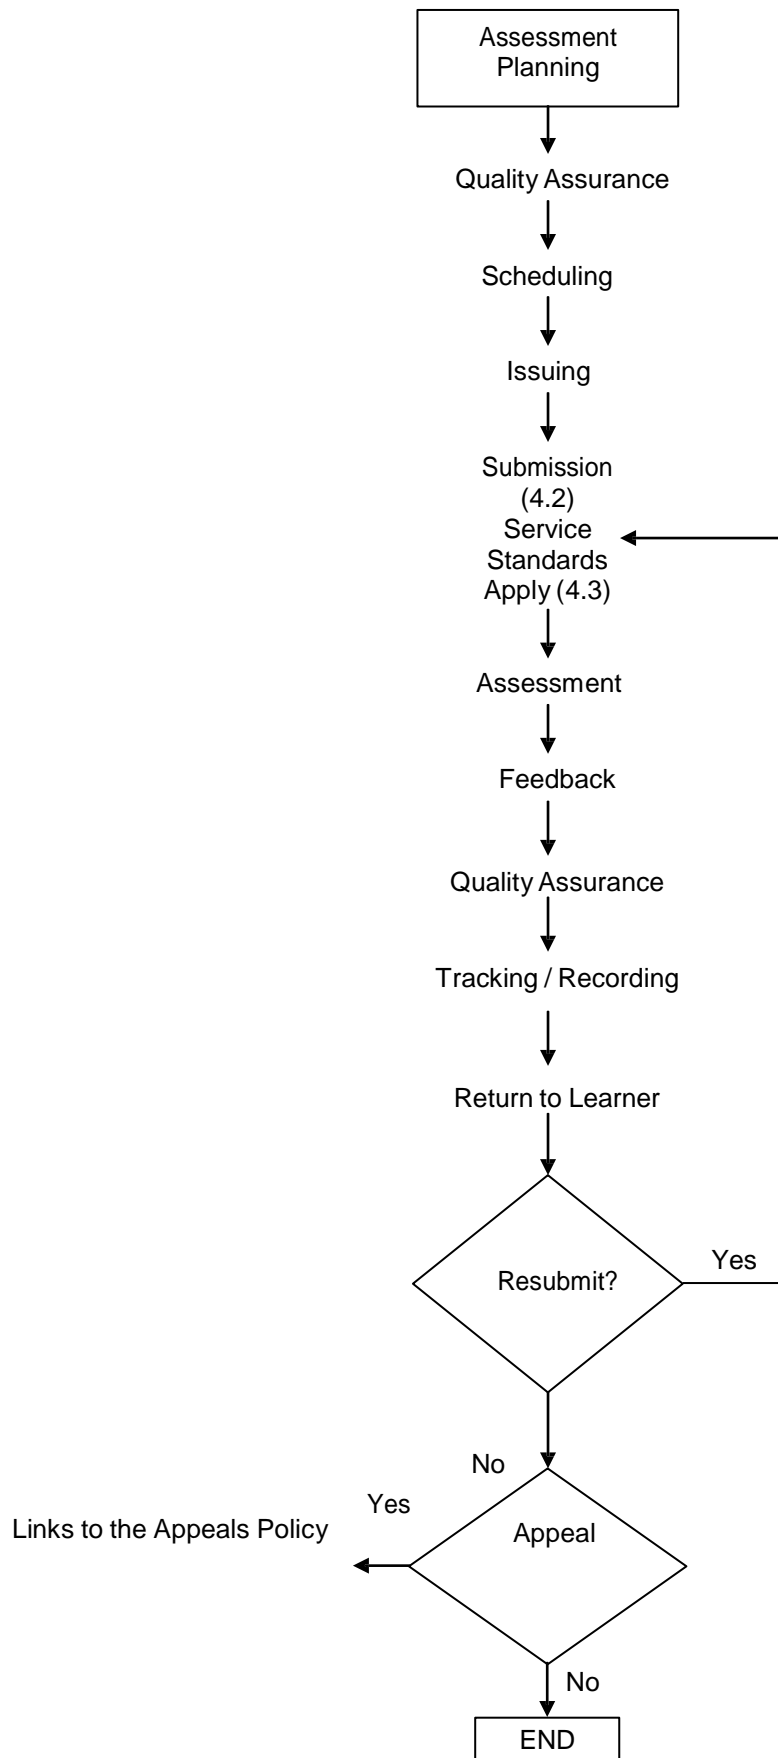 Assessment
Planning
Quality Assurance
Scheduling
Issuing
Submission
(4.2)
Service
Standards
Apply (4.3)
Assessment
Feedback
Quality Assurance
Tracking / Recording
Return to Learner
Resubmit?
Yes
No
Yes
Links to the Appeals Policy
Appeal
No
END